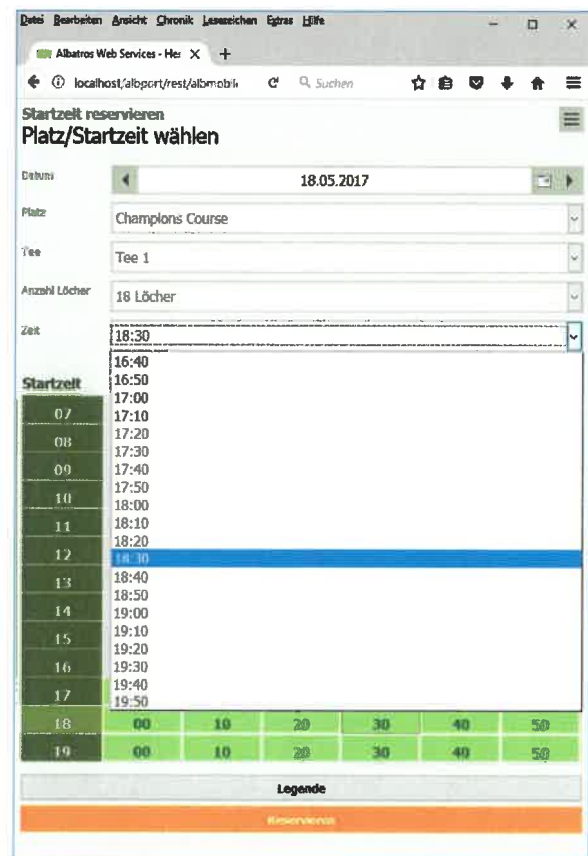 Datei Bearbeiten Ansicht Chronik Lesezeichen Extras Hilfe
Albatros Web Services - Her
localhost/albport/rest/albmobile
Suchen
Startzeit reservieren
Platz/Startzeit wählen
Datum 18.05.2017
Platz Champions Course
Tee Tee 1
Anzahl Löcher 18 Löcher
Zeit 18:30
16:40
16:50
17:00
17:10
17:20
17:30
17:40
17:50
18:00
18:10
18:20
18:30
18:40
18:50
19:00
19:10
19:20
19:30
19:40
19:50
Startzeit
07
08
09
10
11
12
13
14
15
16
17
18 00 10 20 30 40 50
19 00 10 20 30 40 50
Legende
Reservieren